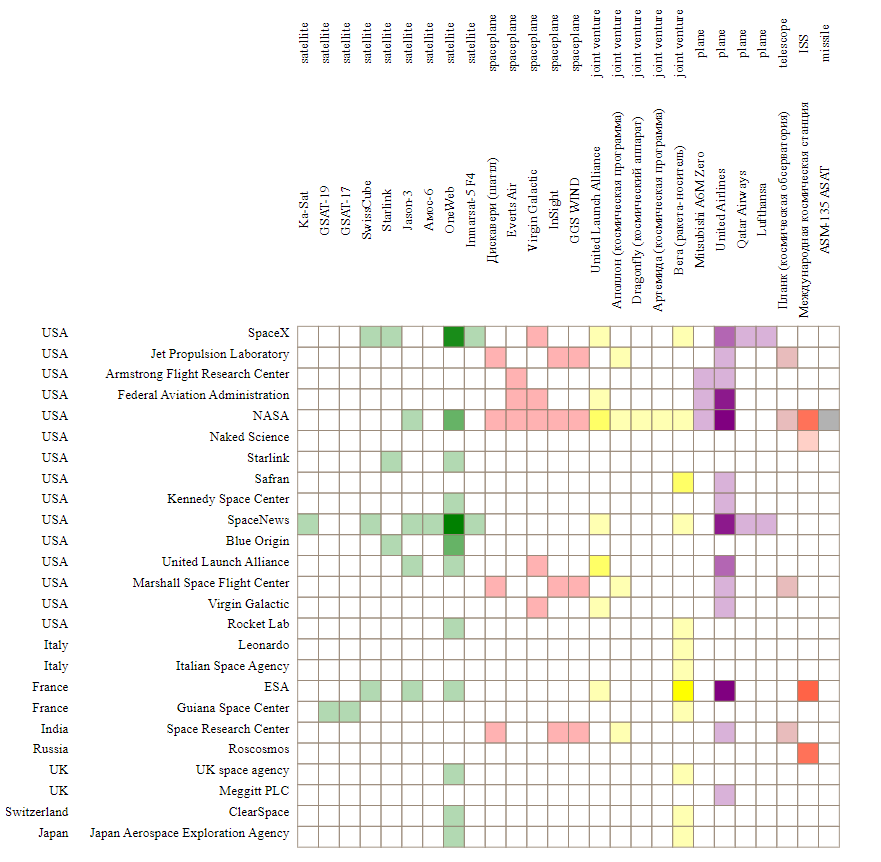 satellite satellite satellite satellite satellite satellite satellite satellite satellite spaceplane spaceplane spaceplane spaceplane spaceplane joint venture joint venture joint venture joint venture joint venture plane plane plane plane telescope ISS missile
Ka-Sat
GSAT-19
GSAT-17
SwissCube
Starlink
Jason-3
Амос-6
OneWeb
Inmarsat-5 F4
Дискавери (шаттл)
Everts Air
Virgin Galactic
InSight
GGS WIND
United Launch Alliance
Аполлон (космическая программа)
Dragonfly (космический аппарат)
Артемида (космическая программа)
Вега (ракета-носитель)
Mitsubishi A6M Zero
United Airlines
Qatar Airways
Lufthansa
Планк (космическая обсерватория)
Международная космическая станция
ASM-135 ASAT
USA SpaceX
USA Jet Propulsion Laboratory
USA Armstrong Flight Research Center
USA Federal Aviation Administration
USA NASA
USA Naked Science
USA Starlink
USA Safran
USA Kennedy Space Center
USA SpaceNews
USA Blue Origin
USA United Launch Alliance
USA Marshall Space Flight Center
USA Virgin Galactic
USA Rocket Lab
Italy Leonardo
Italy Italian Space Agency
France ESA
France Guiana Space Center
India Space Research Center
Russia Roscosmos
UK UK space agency
UK Meggitt PLC
Switzerland ClearSpace
Japan Japan Aerospace Exploration Agency